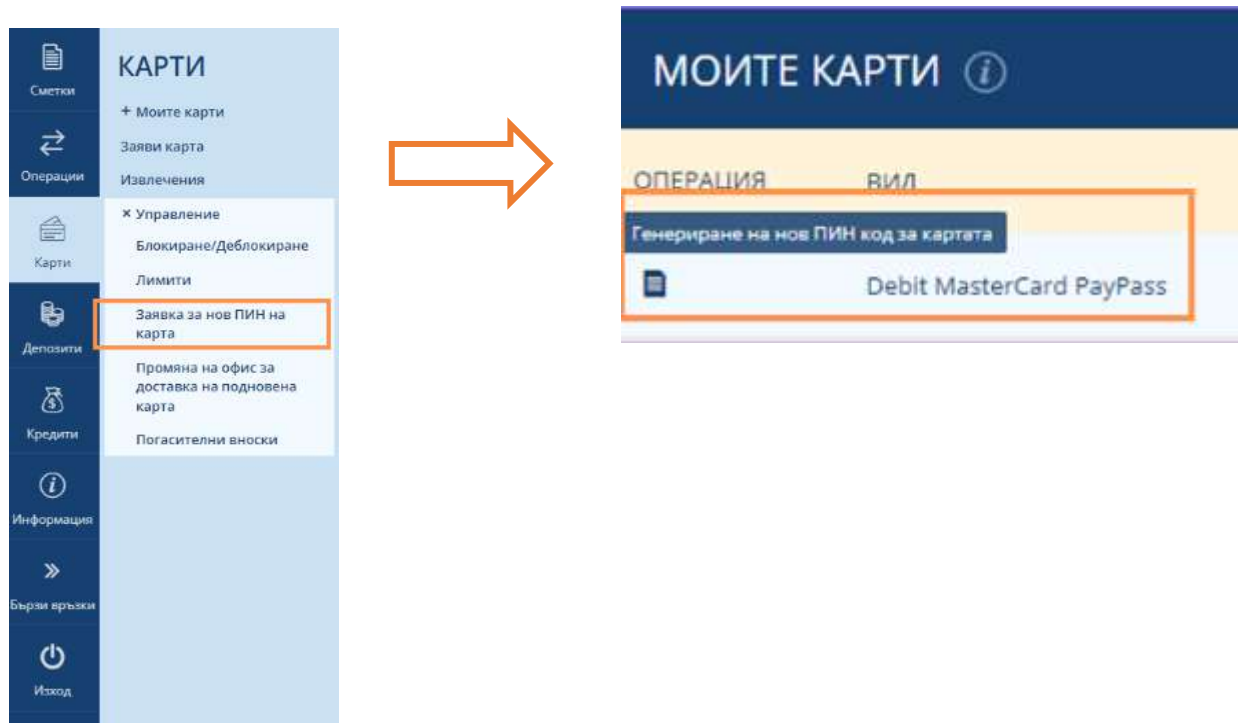 Сметки
Операции
Карти
Депозити
Кредити
Информация
Бързи връзки
Изход
КАРТИ
+ Моите карти
Заяви карта
Извлечения
× Управление
Блокиране/Деблокиране
Лимити
Заявка за нов ПИН на
карта
Промяна на офис за
доставка на подновена
карта
Погасителни вноски
МОИТЕ КАРТИ i
ОПЕРАЦИЯ ВИД
Генериране на нов ПИН код за картата
Debit MasterCard PayPass